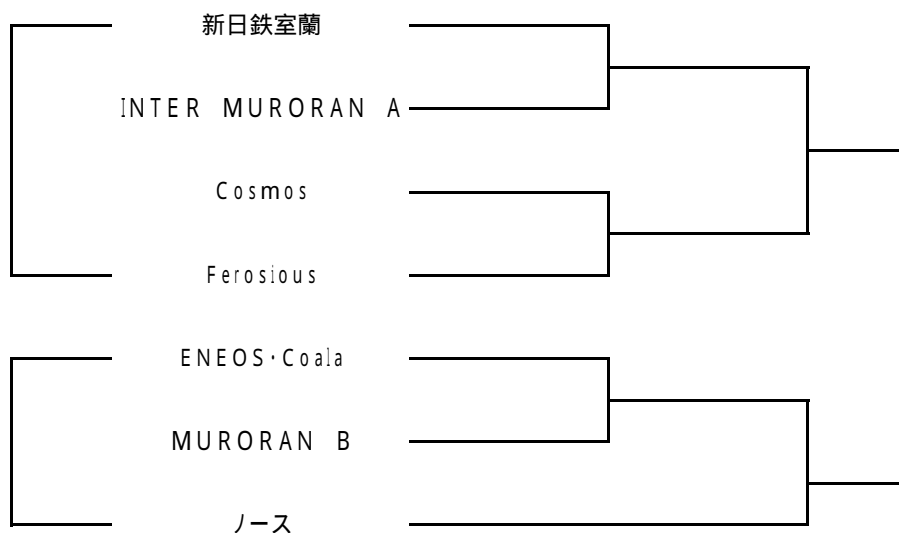 新日鉄室蘭
INTER MURORAN A
Cosmos
Ferosious
ENEOS・Coala
MURORAN B
ノース